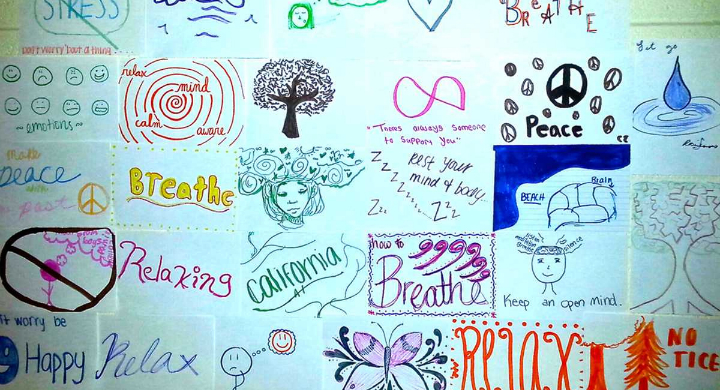 STRESS
don't worry 'bout a thing
BREATHE
~emotions~
relax
mind
calm
aware
"Theres always someone
to support you"
Peace
Let go
make
peace
with
past
Breathe
Z Z Z Z Z Z Z
Rest your
mind & body...
BEACH
Brain
Relaxing
California
how to
Breathe
silence
Keep an open mind.
worry be
Happy
Relax
RELAX
NO
TICE